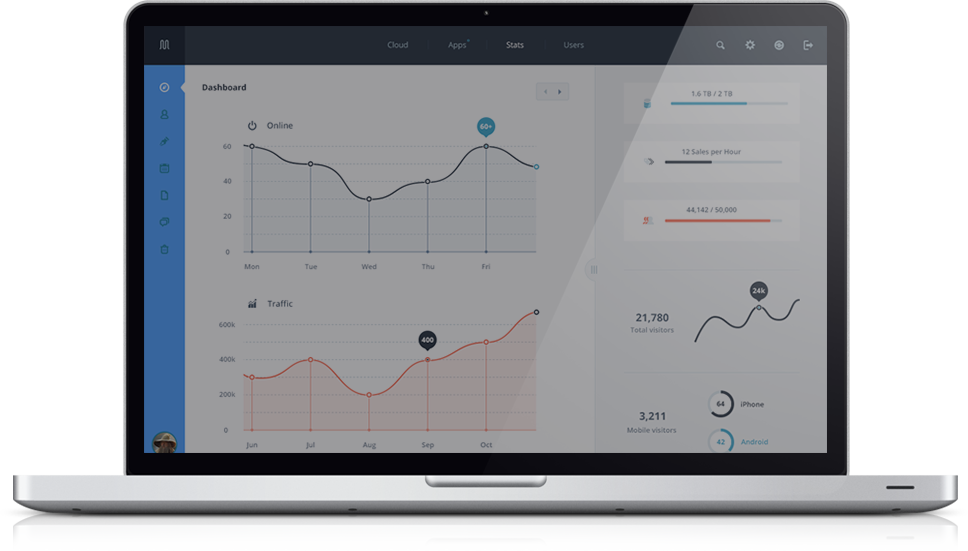 Cloud
Apps
Stats
Users
Dashboard
Online
60+
60
40
20
0
Mon
Tue
Wed
Thu
Fri
Traffic
400
600k
400k
200k
0
Jun
Jul
Aug
Sep
Oct
1.6 TB / 2 TB
12 Sales per Hour
44,142 / 50,000
24k
21,780
Total visitors
3,211
Mobile visitors
64
iPhone
42
Android